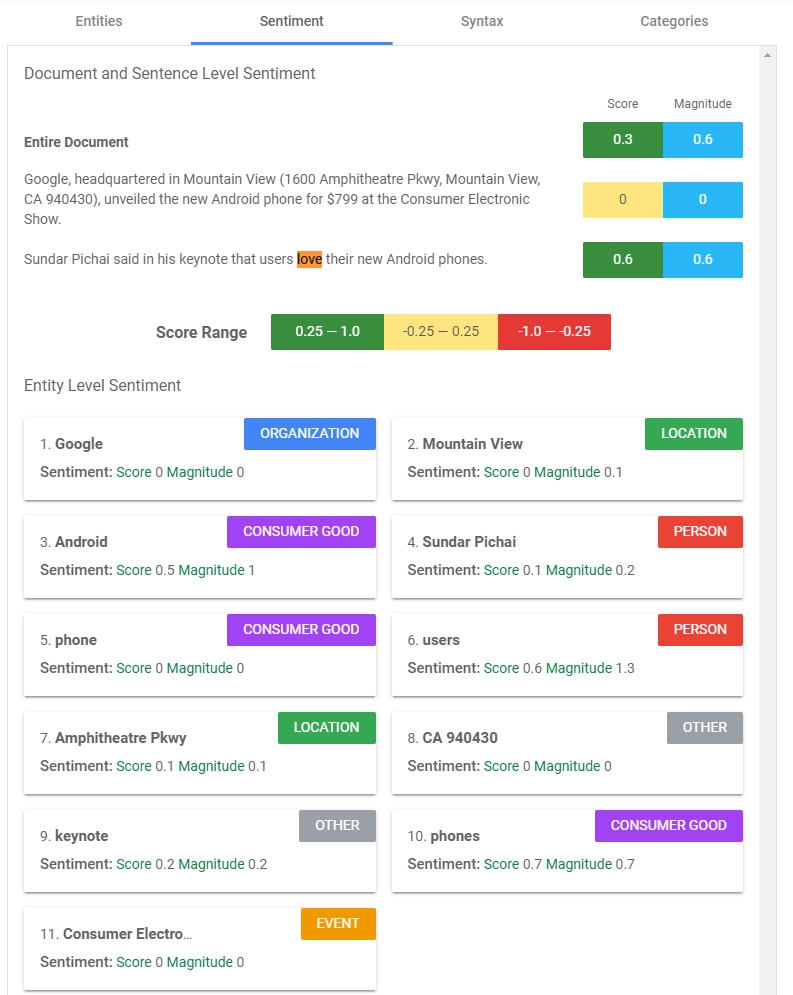 Entities Sentiment Syntax Categories
Document and Sentence Level Sentiment
Score Magnitude
Entire Document 0.3 0.6
Google, headquartered in Mountain View (1600 Amphitheatre Pkwy, Mountain View,
CA 940430), unveiled the new Android phone for $799 at the Consumer Electronic
Show.
0 0
Sundar Pichai said in his keynote that users love their new Android phones. 0.6 0.6
Score Range 0.25 — 1.0 -0.25 — 0.25 -1.0 — -0.25
Entity Level Sentiment
1. Google ORGANIZATION
Sentiment: Score 0 Magnitude 0
2. Mountain View LOCATION
Sentiment: Score 0 Magnitude 0.1
3. Android CONSUMER GOOD
Sentiment: Score 0.5 Magnitude 1
4. Sundar Pichai PERSON
Sentiment: Score 0.1 Magnitude 0.2
5. phone CONSUMER GOOD
Sentiment: Score 0 Magnitude 0
6. users PERSON
Sentiment: Score 0.6 Magnitude 1.3
7. Amphitheatre Pkwy LOCATION
Sentiment: Score 0.1 Magnitude 0.1
8. CA 940430 OTHER
Sentiment: Score 0 Magnitude 0
9. keynote OTHER
Sentiment: Score 0.2 Magnitude 0.2
10. phones CONSUMER GOOD
Sentiment: Score 0.7 Magnitude 0.7
11. Consumer Electro... EVENT
Sentiment: Score 0 Magnitude 0